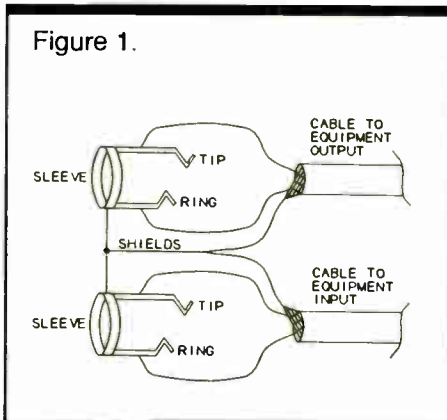 Figure 1.
CABLE TO
EQUIPMENT
OUTPUT
TIP
SLEEVE
RING
SHIELDS
CABLE TO
EQUIPMENT
INPUT
TIP
SLEEVE
RING